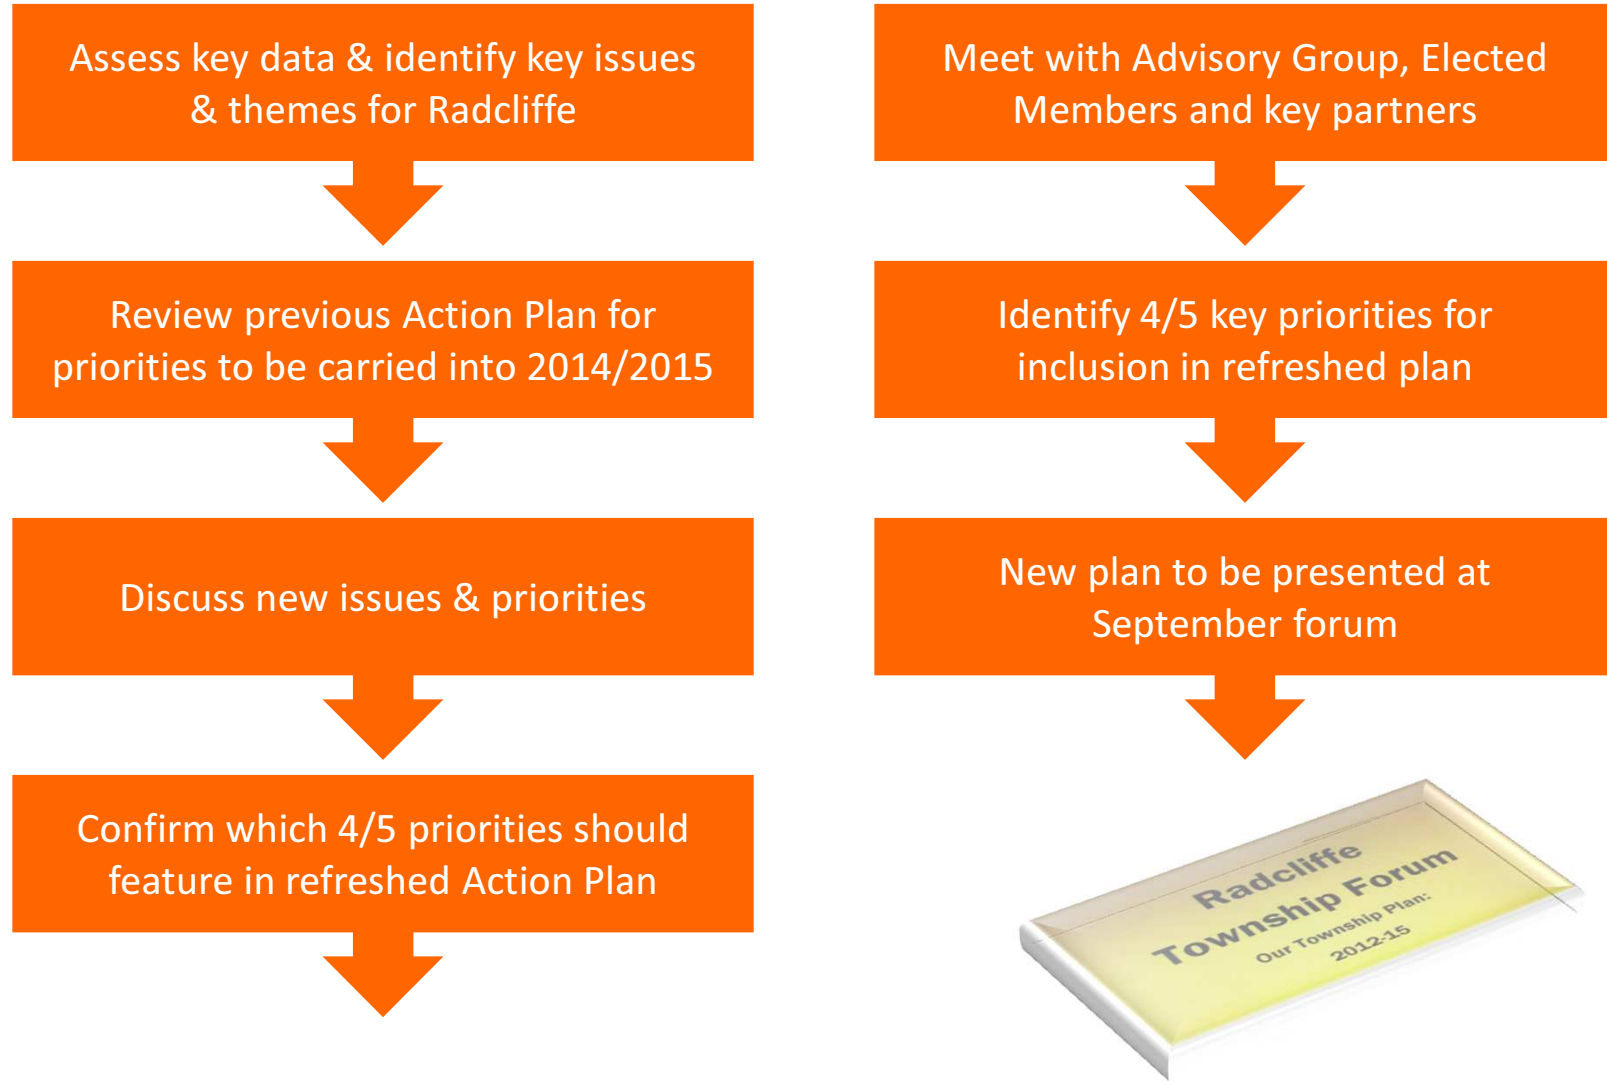 Assess key data & identify key issues
& themes for Radcliffe
Review previous Action Plan for
priorities to be carried into 2014/2015
Discuss new issues & priorities
Confirm which 4/5 priorities should
feature in refreshed Action Plan
Meet with Advisory Group, Elected
Members and key partners
Identify 4/5 key priorities for
inclusion in refreshed plan
New plan to be presented at
September forum
Radcliffe
Township Forum
Our Township Plan:
2012-15